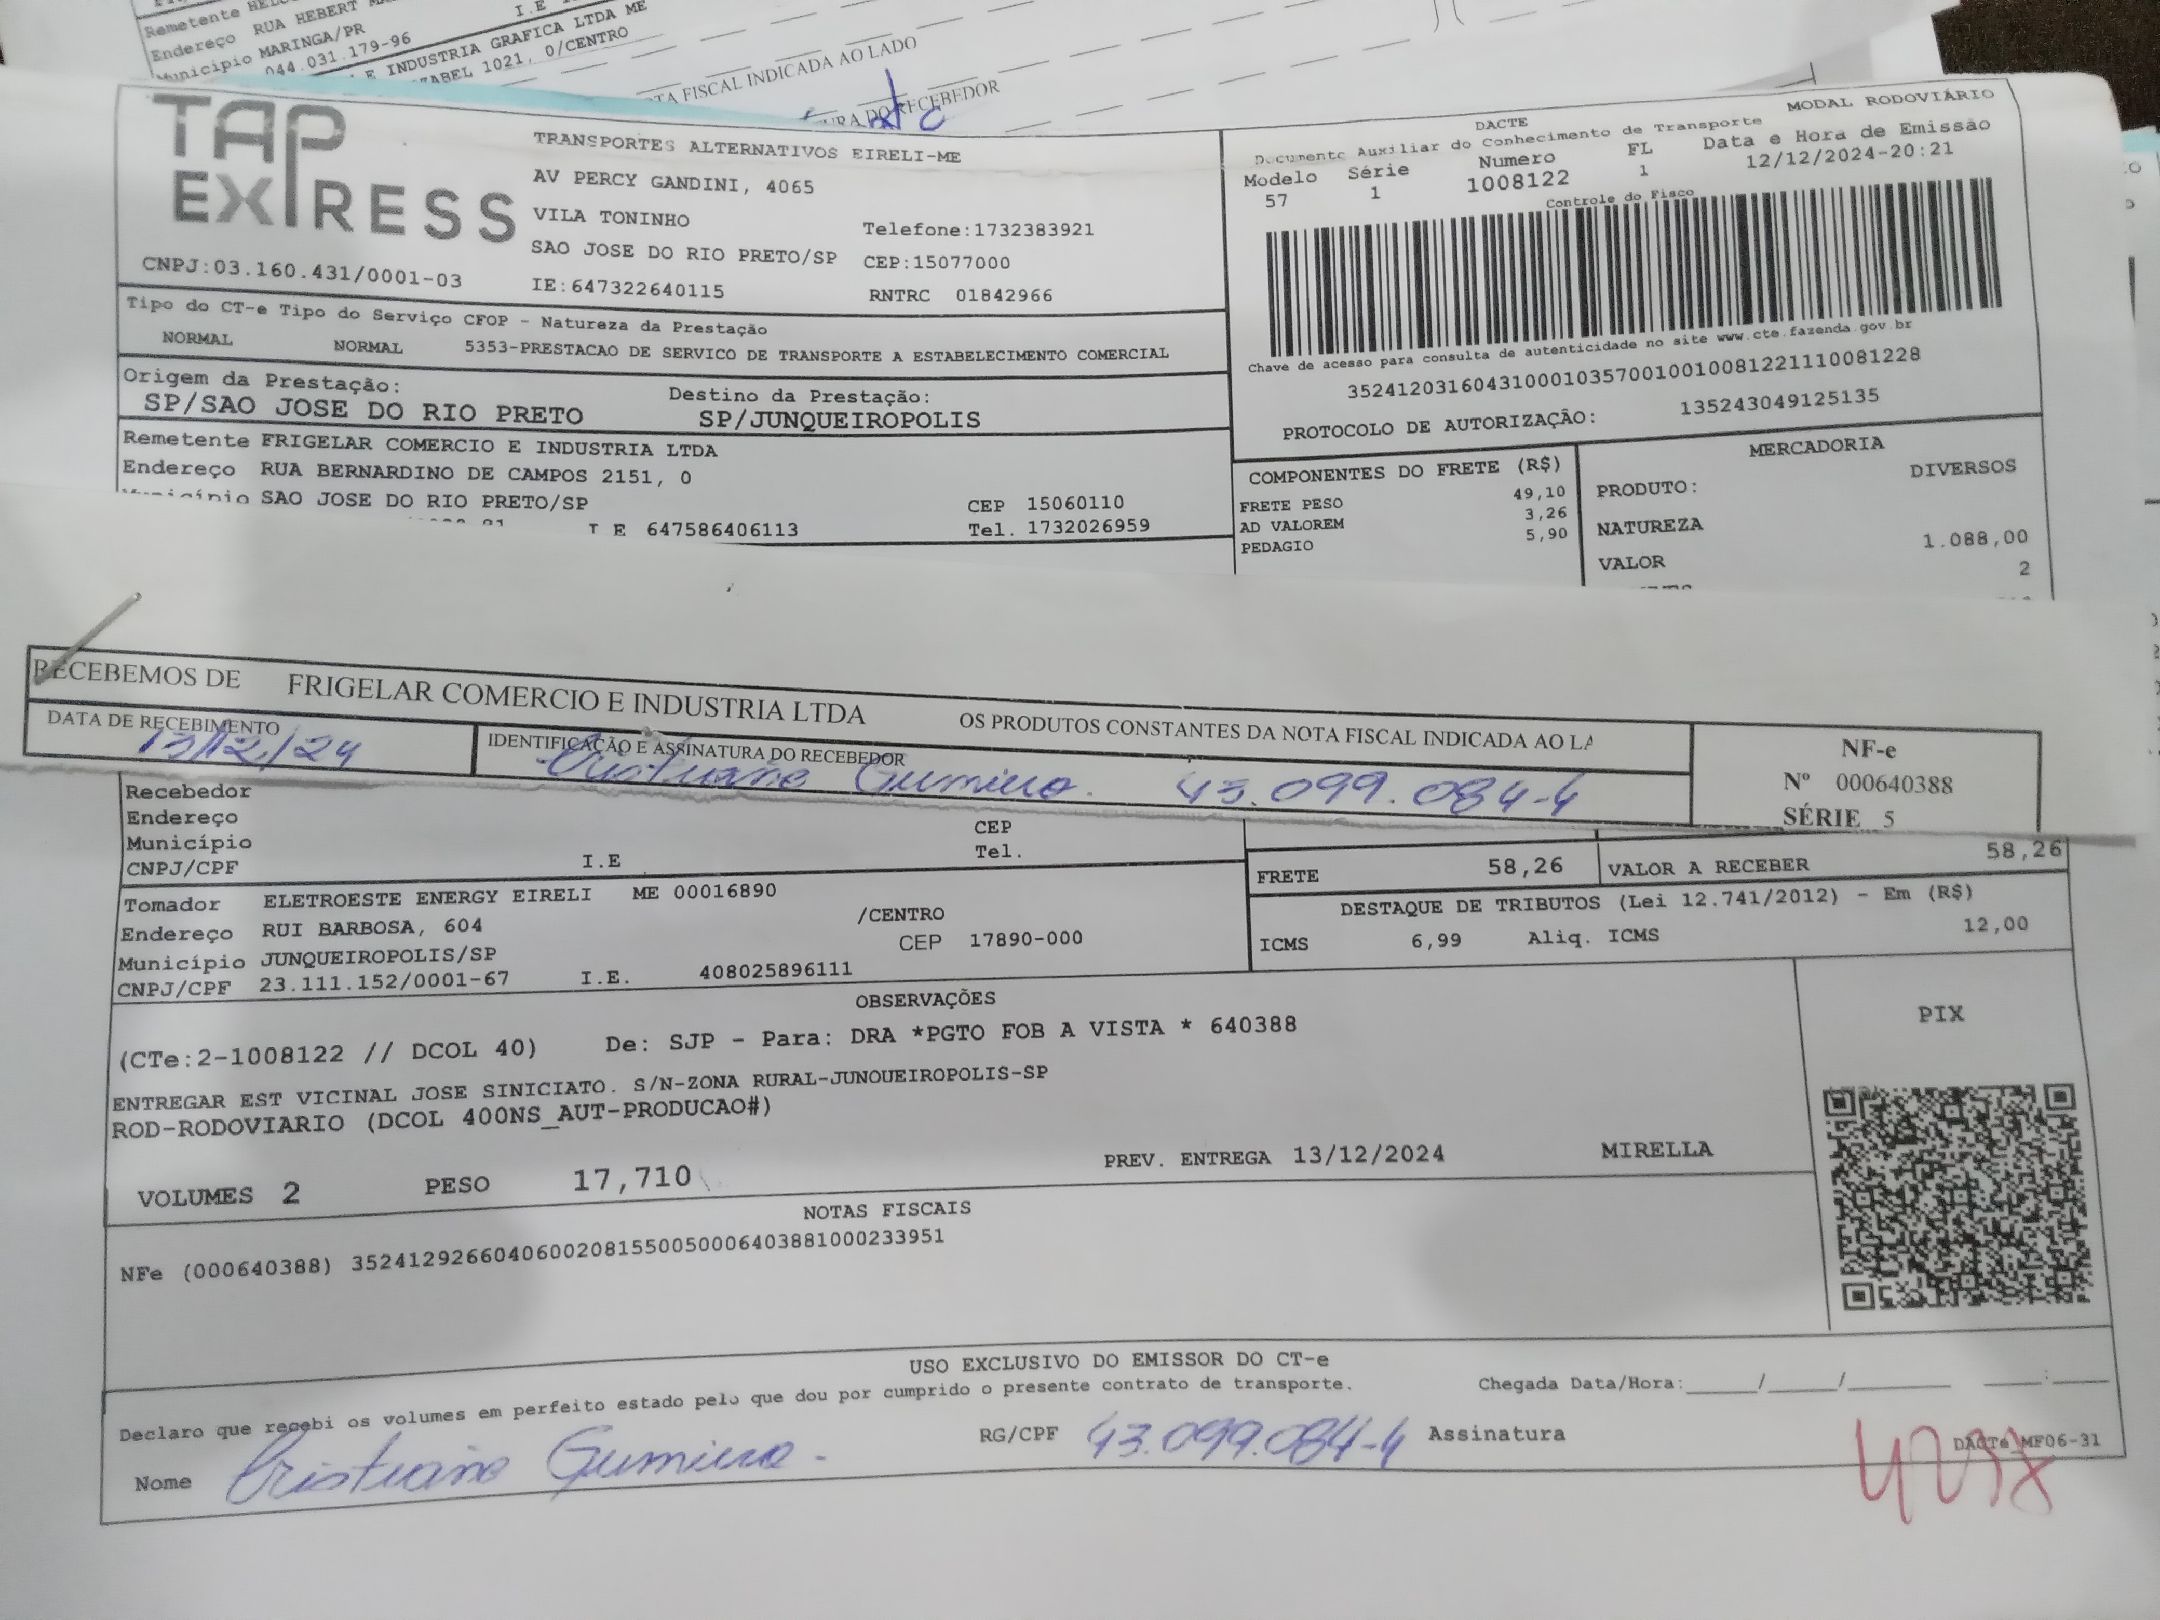 Remetente
Endereço RUA HEBERT
Município MARINGA/PR
044.031.179-96
I.E
E INDUSTRIA GRAFICA LTDA ME
1021, 0/CENTRO
FISCAL INDICADA AO LADO
DO RECEBEDOR
TAP EXPRESS
CNPJ:03.160.431/0001-03
TRANSPORTES ALTERNATIVOS EIRELI-ME
AV PERCY GANDINI, 4065
VILA TONINHO
Telefone:1732383921
SAO JOSE DO RIO PRETO/SP CEP:15077000
IE:647322640115 RNTRC 01842966
DACTE MODAL RODOVIÁRIO
Documento Auxiliar do Conhecimento de Transporte
Modelo Série Numero FL Data e Hora de Emissão
57 1 1008122 1 12/12/2024-20:21
Controle do Fisco
Chave de acesso para consulta de autenticidade no site www.cte.fazenda.gov.br
35241203160431000103570010010081221110081228
PROTOCOLO DE AUTORIZAÇÃO: 135243049125135
Tipo do CT-e Tipo do Serviço CFOP - Natureza da Prestação
NORMAL NORMAL 5353-PRESTACAO DE SERVICO DE TRANSPORTE A ESTABELECIMENTO COMERCIAL
Origem da Prestação: Destino da Prestação:
SP/SAO JOSE DO RIO PRETO SP/JUNQUEIROPOLIS
Remetente FRIGELAR COMERCIO E INDUSTRIA LTDA
Endereço RUA BERNARDINO DE CAMPOS 2151, 0
Município SAO JOSE DO RIO PRETO/SP CEP 15060110
I E 647586406113 Tel. 1732026959
COMPONENTES DO FRETE (R$)
FRETE PESO 49,10
AD VALOREM 3,26
PEDAGIO 5,90
MERCADORIA
PRODUTO: DIVERSOS
NATUREZA
VALOR 1.088,00
2
RECEBEMOS DE FRIGELAR COMERCIO E INDUSTRIA LTDA OS PRODUTOS CONSTANTES DA NOTA FISCAL INDICADA AO LA
DATA DE RECEBIMENTO
13/12/24
IDENTIFICAÇÃO E ASSINATURA DO RECEBEDOR
43.099.084-4
NF-e
Nº 000640388
SÉRIE 5
Recebedor
Endereço
Município CEP
CNPJ/CPF I.E Tel.
FRETE 58,26 VALOR A RECEBER 58,26
Tomador ELETROESTE ENERGY EIRELI ME 00016890
Endereço RUI BARBOSA, 604 /CENTRO
Município JUNQUEIROPOLIS/SP CEP 17890-000
CNPJ/CPF 23.111.152/0001-67 I.E. 408025896111
DESTAQUE DE TRIBUTOS (Lei 12.741/2012) - Em (R$)
ICMS 6,99 Aliq. ICMS 12,00
OBSERVAÇÕES
(CTe:2-1008122 // DCOL 40) De: SJP - Para: DRA *PGTO FOB A VISTA * 640388
ENTREGAR EST VICINAL JOSE SINICIATO. S/N-ZONA RURAL-JUNQUEIROPOLIS-SP
ROD-RODOVIARIO (DCOL 400NS_AUT-PRODUCAO#)
VOLUMES 2 PESO 17,710 PREV. ENTREGA 13/12/2024 MIRELLA
PIX
NOTAS FISCAIS
NFe (000640388) 35241292660406002081550050006403881000233951
USO EXCLUSIVO DO EMISSOR DO CT-e
Declaro que recebi os volumes em perfeito estado pelo que dou por cumprido o presente contrato de transporte. Chegada Data/Hora:_____/_____/_______ ____:____
Nome RG/CPF 43.099.084-4 Assinatura
DACTe MF06-31